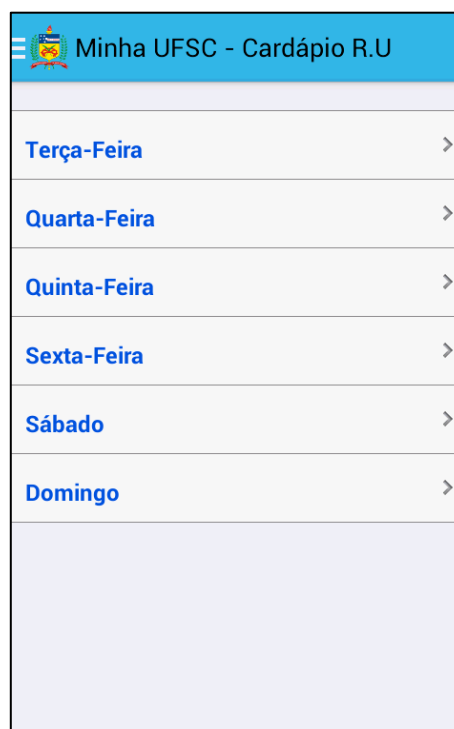 Minha UFSC - Cardápio R.U
Terça-Feira
Quarta-Feira
Quinta-Feira
Sexta-Feira
Sábado
Domingo